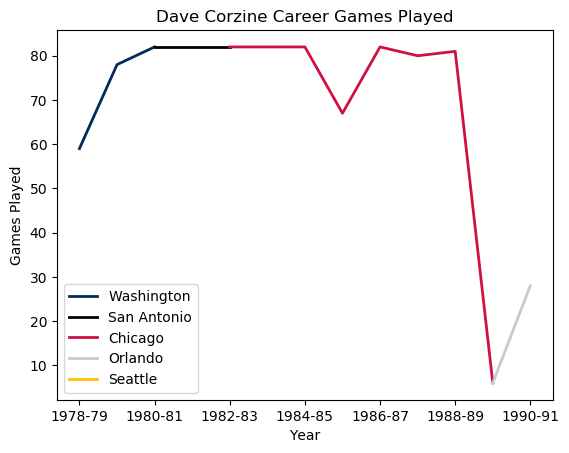 Dave Corzine Career Games Played
Games Played
80
70
60
50
40
30
20
10
Washington
San Antonio
Chicago
Orlando
Seattle
1978-79 1980-81 1982-83 1984-85 1986-87 1988-89 1990-91
Year